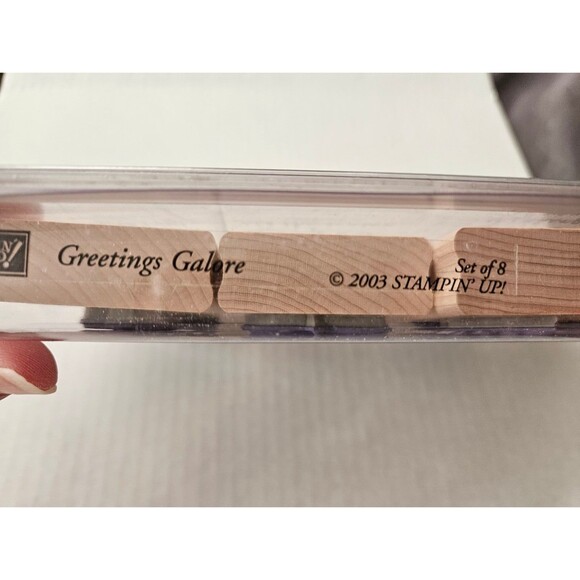 Greetings Galore
Set of 8
© 2003 STAMPIN' UP!